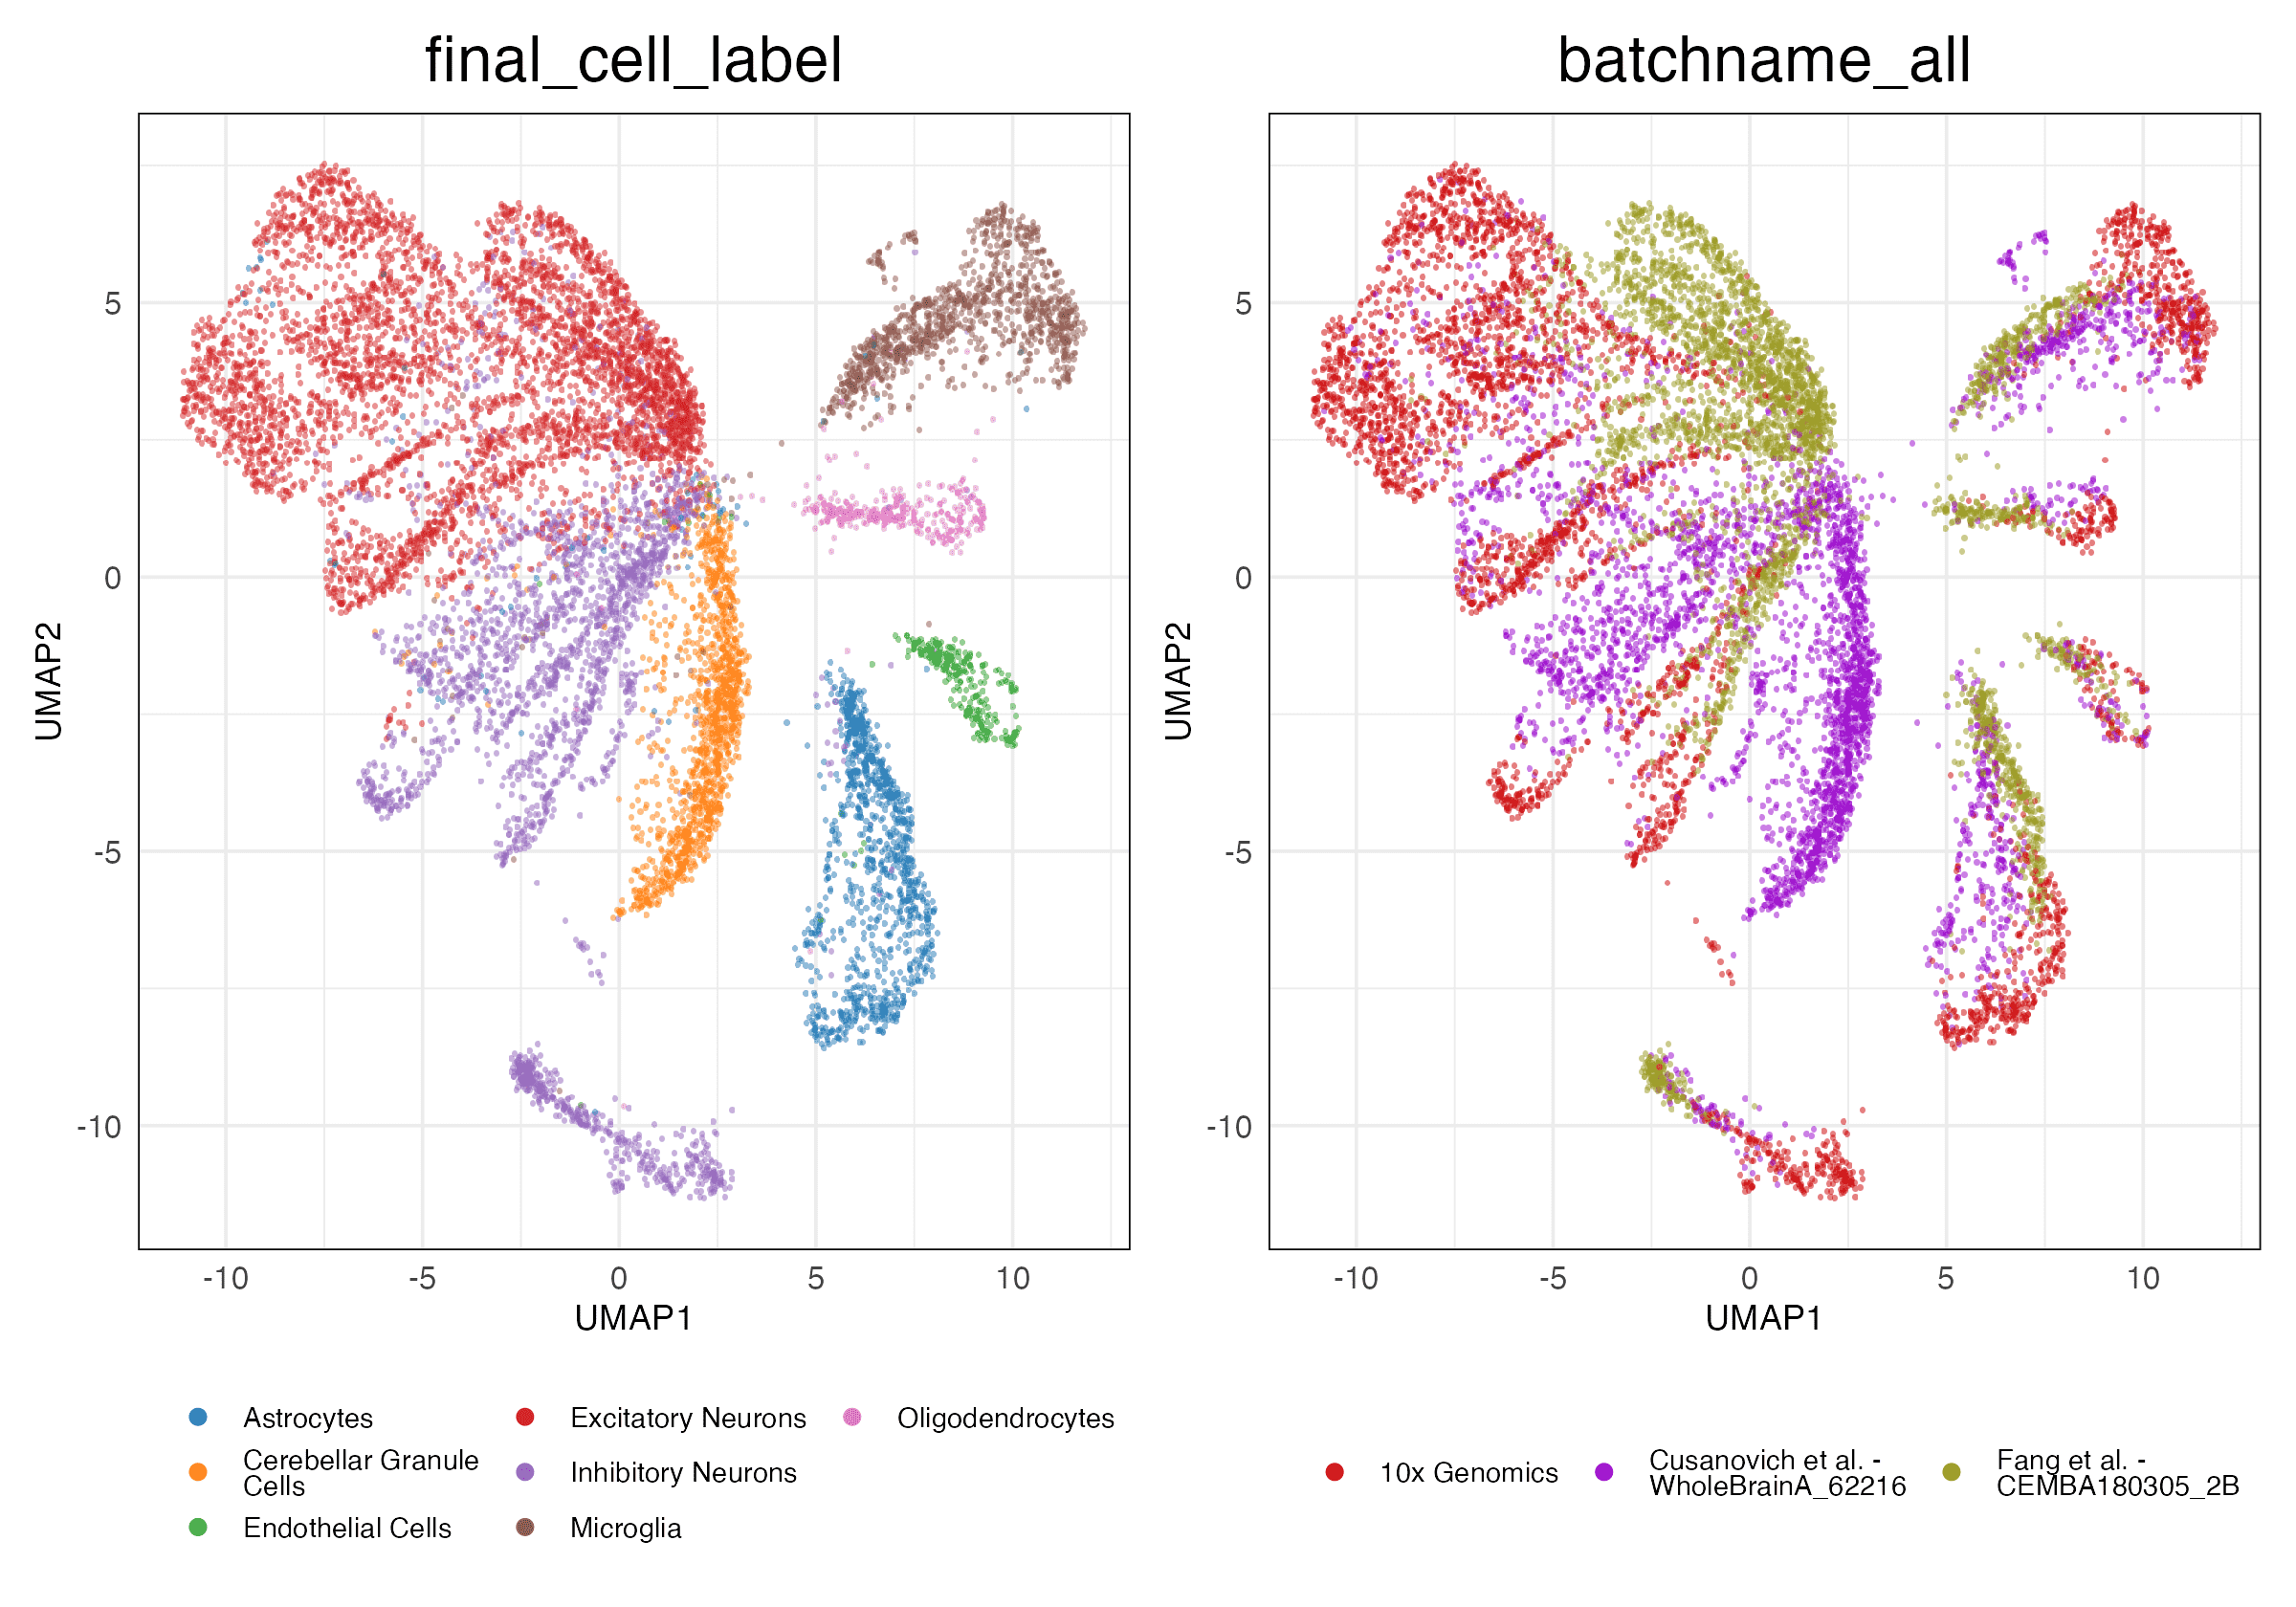 final_cell_label
batchname_all
5
0
-5
-10
UMAP2
-10
-5
0
5
10
UMAP1
5
0
-5
-10
UMAP2
-10
-5
0
5
10
UMAP1
Astrocytes
Cerebellar Granule
Cells
Endothelial Cells
Excitatory Neurons
Inhibitory Neurons
Microglia
Oligodendrocytes
10x Genomics
Cusanovich et al. -
WholeBrainA_62216
Fang et al. -
CEMBA180305_2B